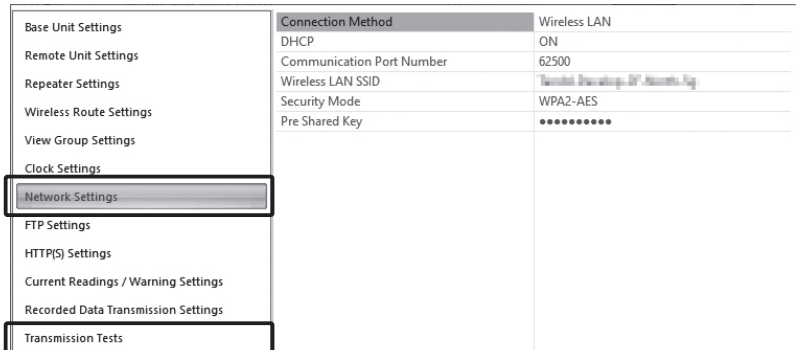 Base Unit Settings
Remote Unit Settings
Repeater Settings
Wireless Route Settings
View Group Settings
Clock Settings
Network Settings
FTP Settings
HTTP(S) Settings
Current Readings / Warning Settings
Recorded Data Transmission Settings
Transmission Tests
Connection Method Wireless LAN
DHCP ON
Communication Port Number 62500
Wireless LAN SSID
Security Mode WPA2-AES
Pre Shared Key ●●●●●●●●●●